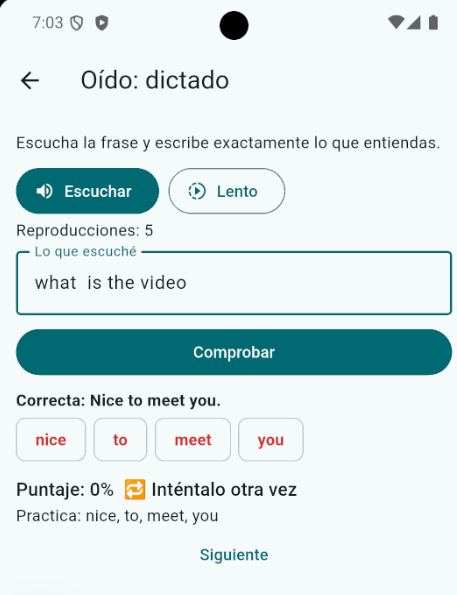 7:03
Oído: dictado
Escucha la frase y escribe exactamente lo que entiendas.
Escuchar Lento
Reproducciones: 5
Lo que escuché
what  is the video
Comprobar
Correcta: Nice to meet you.
nice to meet you
Puntaje: 0% 🔁 Inténtalo otra vez
Practica: nice, to, meet, you
Siguiente